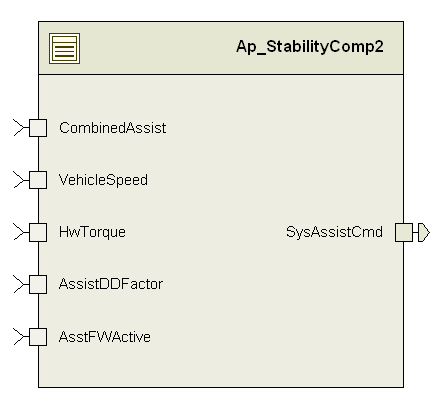 Ap_StabilityComp2
CombinedAssist
VehicleSpeed
HwTorque
SysAssistCmd
AssistDDFactor
AsstFWActive